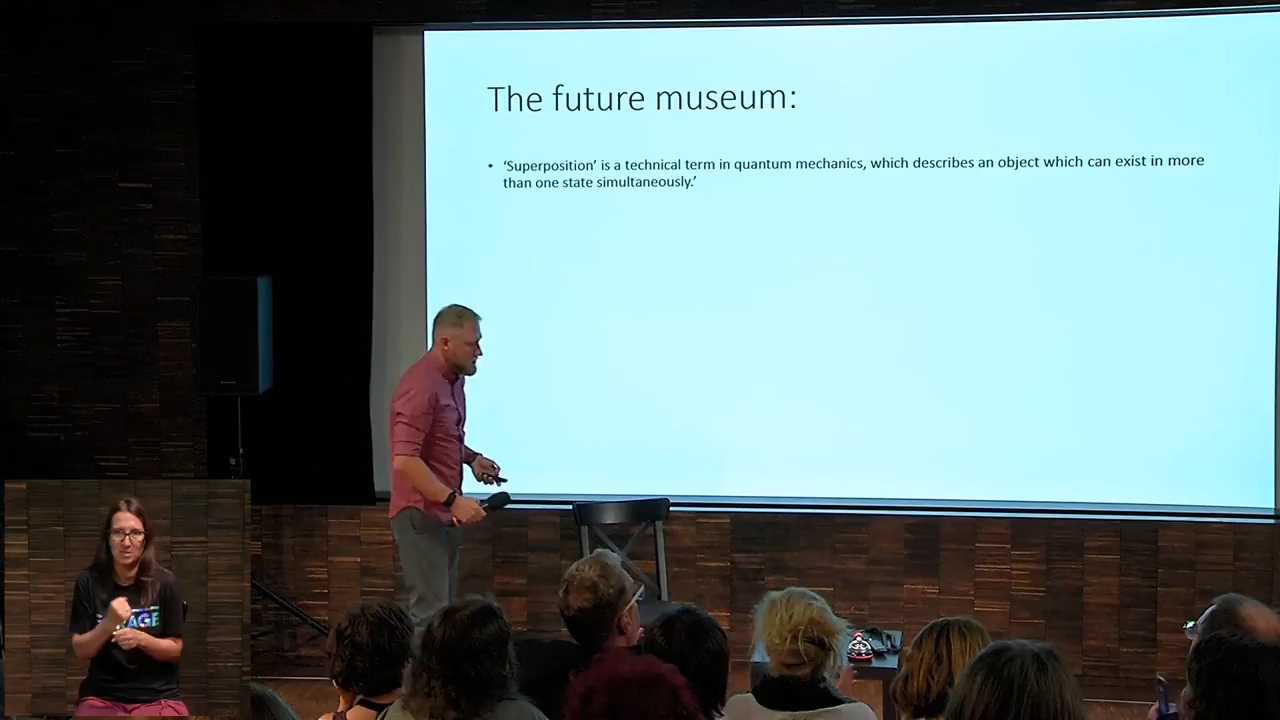 The future museum:
• ‘Superposition’ is a technical term in quantum mechanics, which describes an object which can exist in more
than one state simultaneously.’